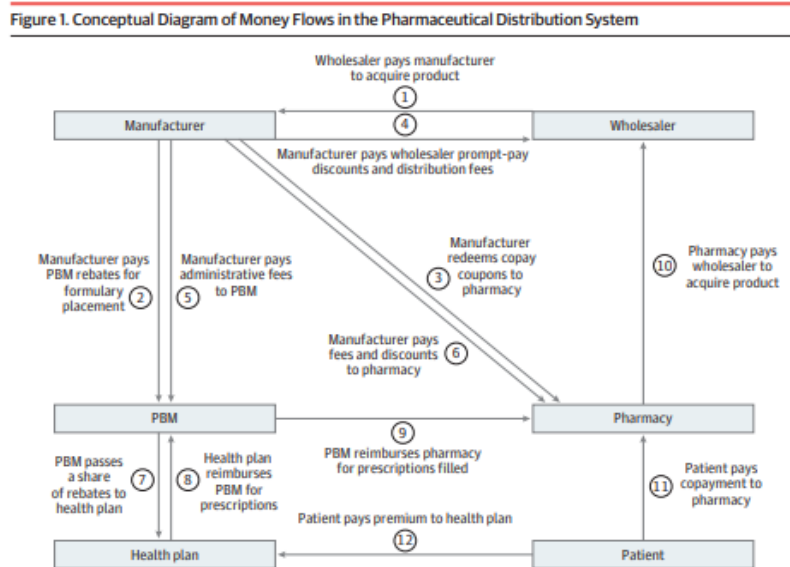 Figure 1. Conceptual Diagram of Money Flows in the Pharmaceutical Distribution System
Wholesaler pays manufacturer
to acquire product
1
Manufacturer
4
Wholesaler
Manufacturer pays wholesaler prompt-pay
discounts and distribution fees
Manufacturer pays
PBM rebates for
formulary
placement
2
Manufacturer pays
administrative fees
to PBM
5
Manufacturer
redeems copay
coupons to
pharmacy
3
Manufacturer pays
fees and discounts
to pharmacy
6
Pharmacy pays
wholesaler to
acquire product
10
PBM
Pharmacy
9
PBM reimburses pharmacy
for prescriptions filled
PBM passes
a share
of rebates to
health plan
7
Health plan
reimburses
PBM for
prescriptions
8
Patient pays
copayment to
pharmacy
11
Patient pays premium to health plan
12
Health plan
Patient